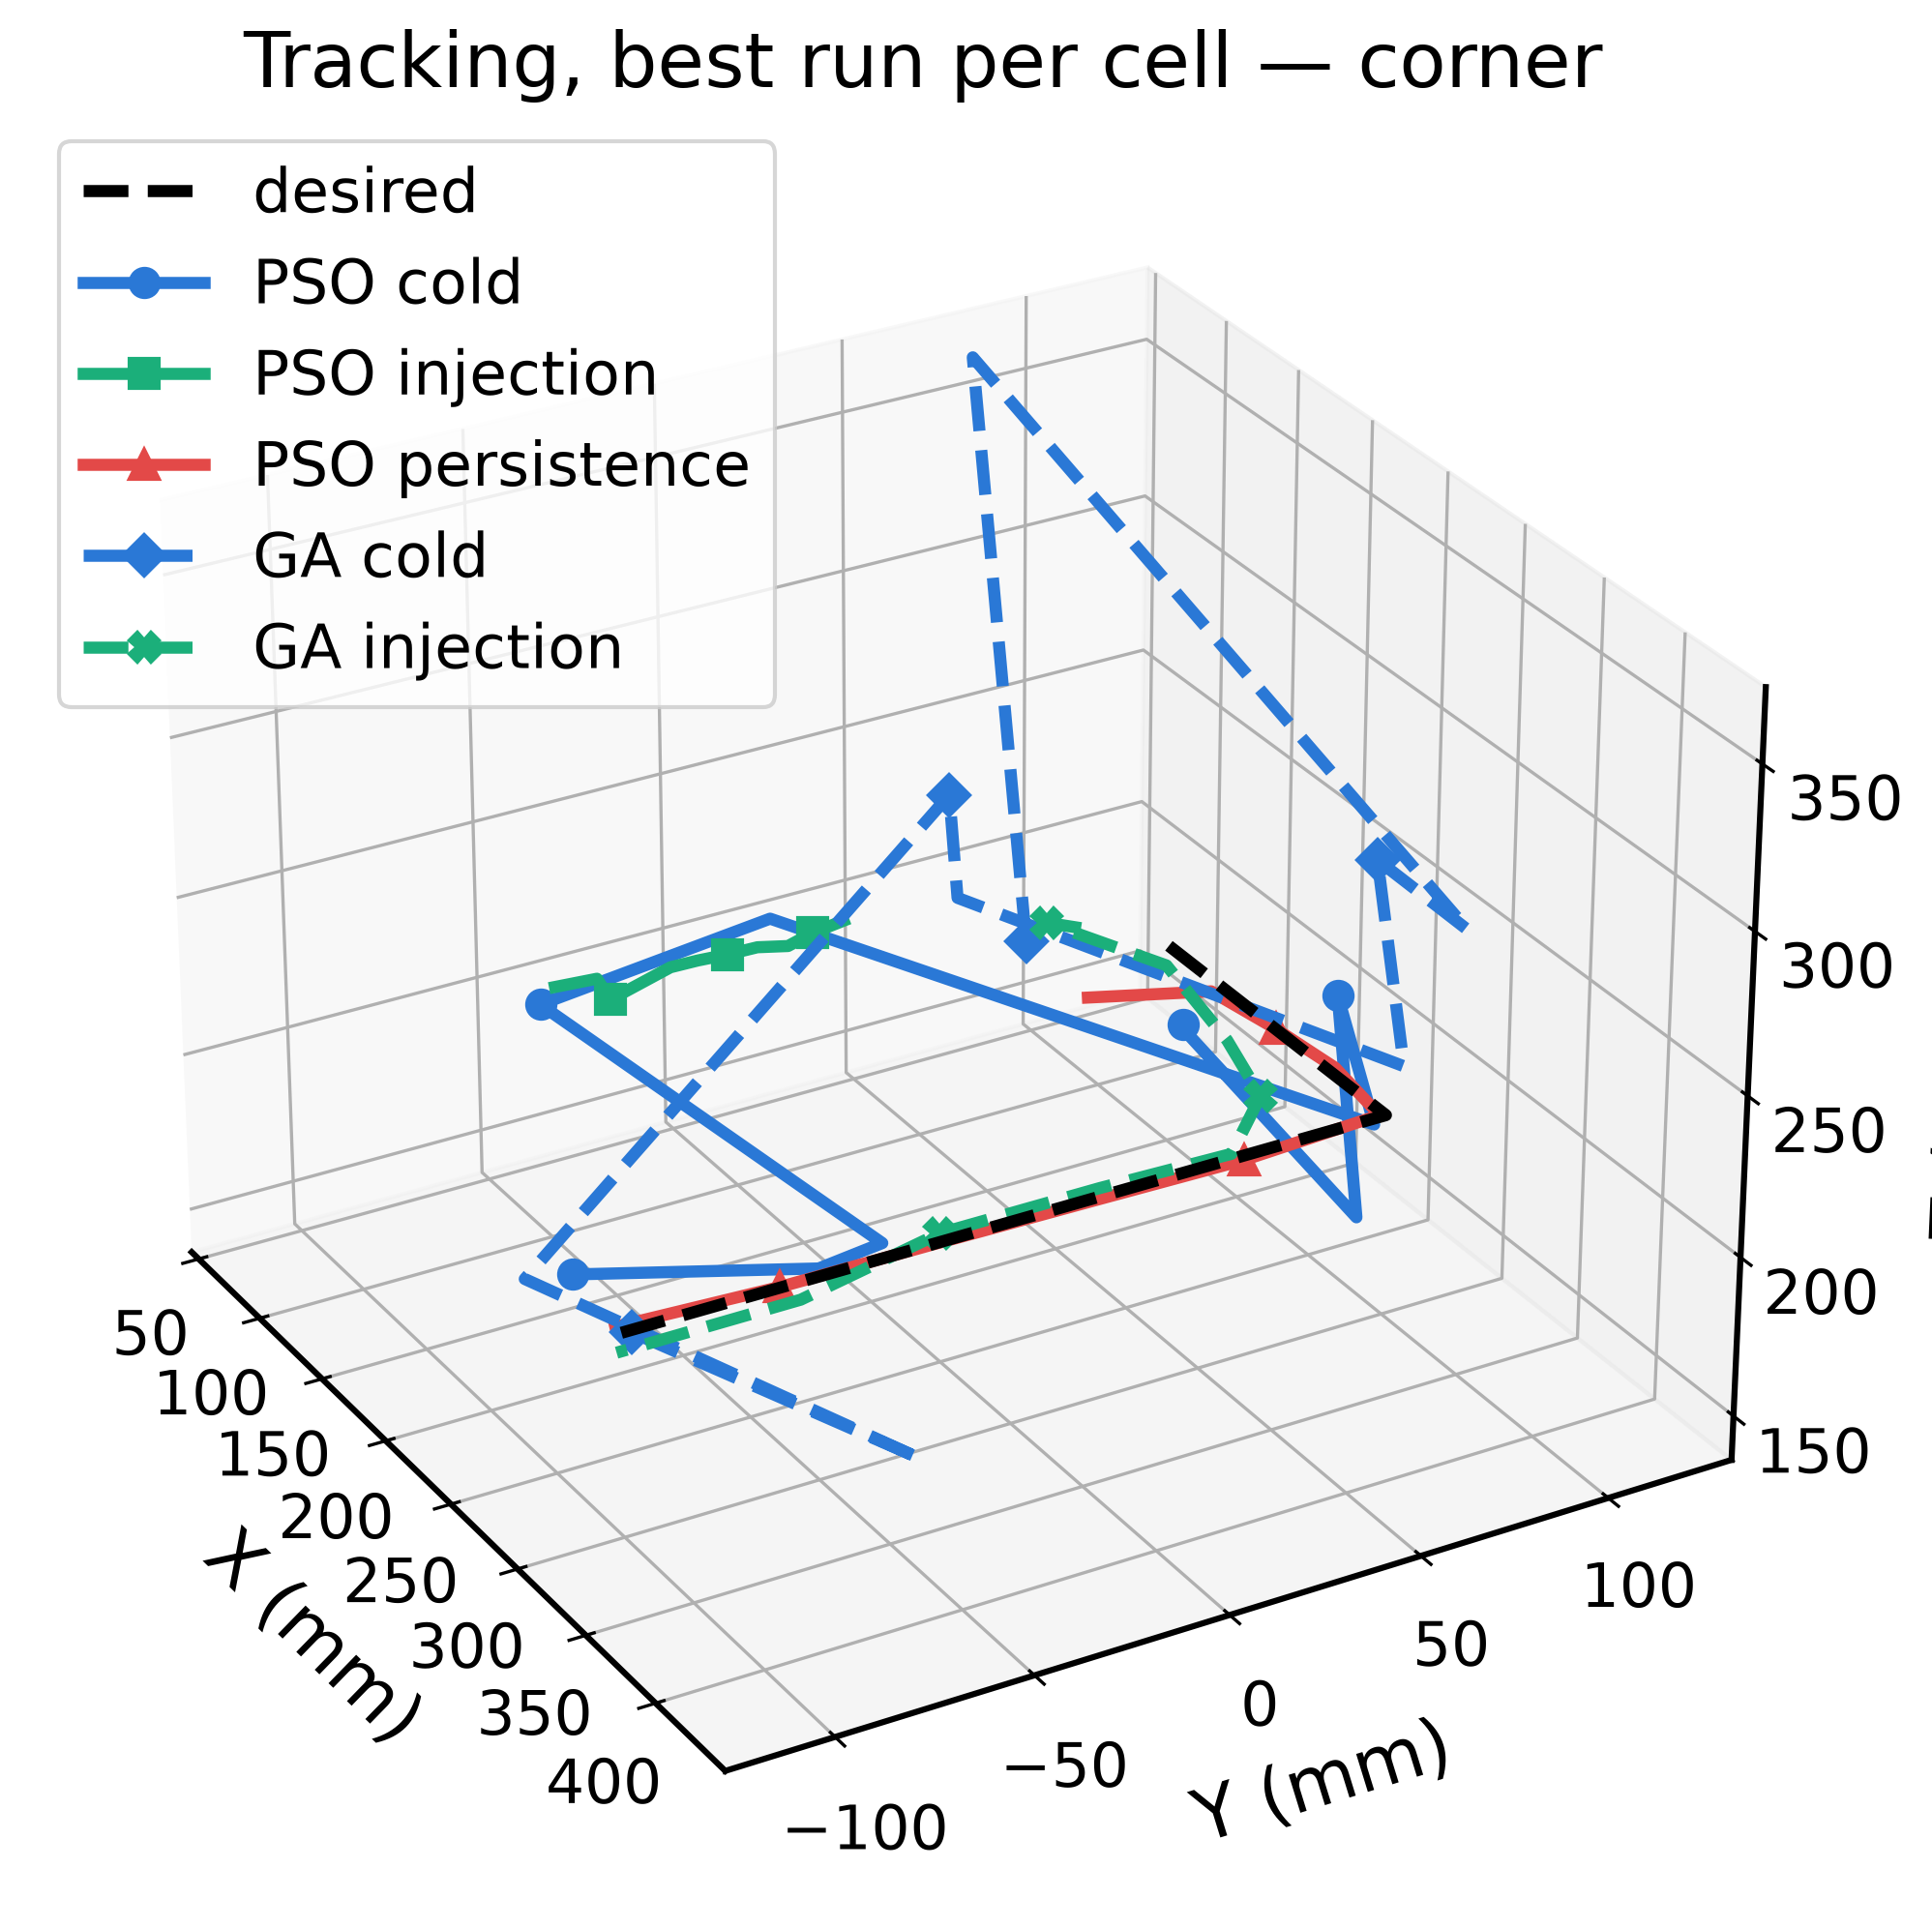 Tracking, best run per cell — corner
desired
PSO cold
PSO injection
PSO persistence
GA cold
GA injection
350
300
250
200
150
50
100
150
200
250
300
350
400
X (mm)
−100
−50
0
50
100
Y (mm)